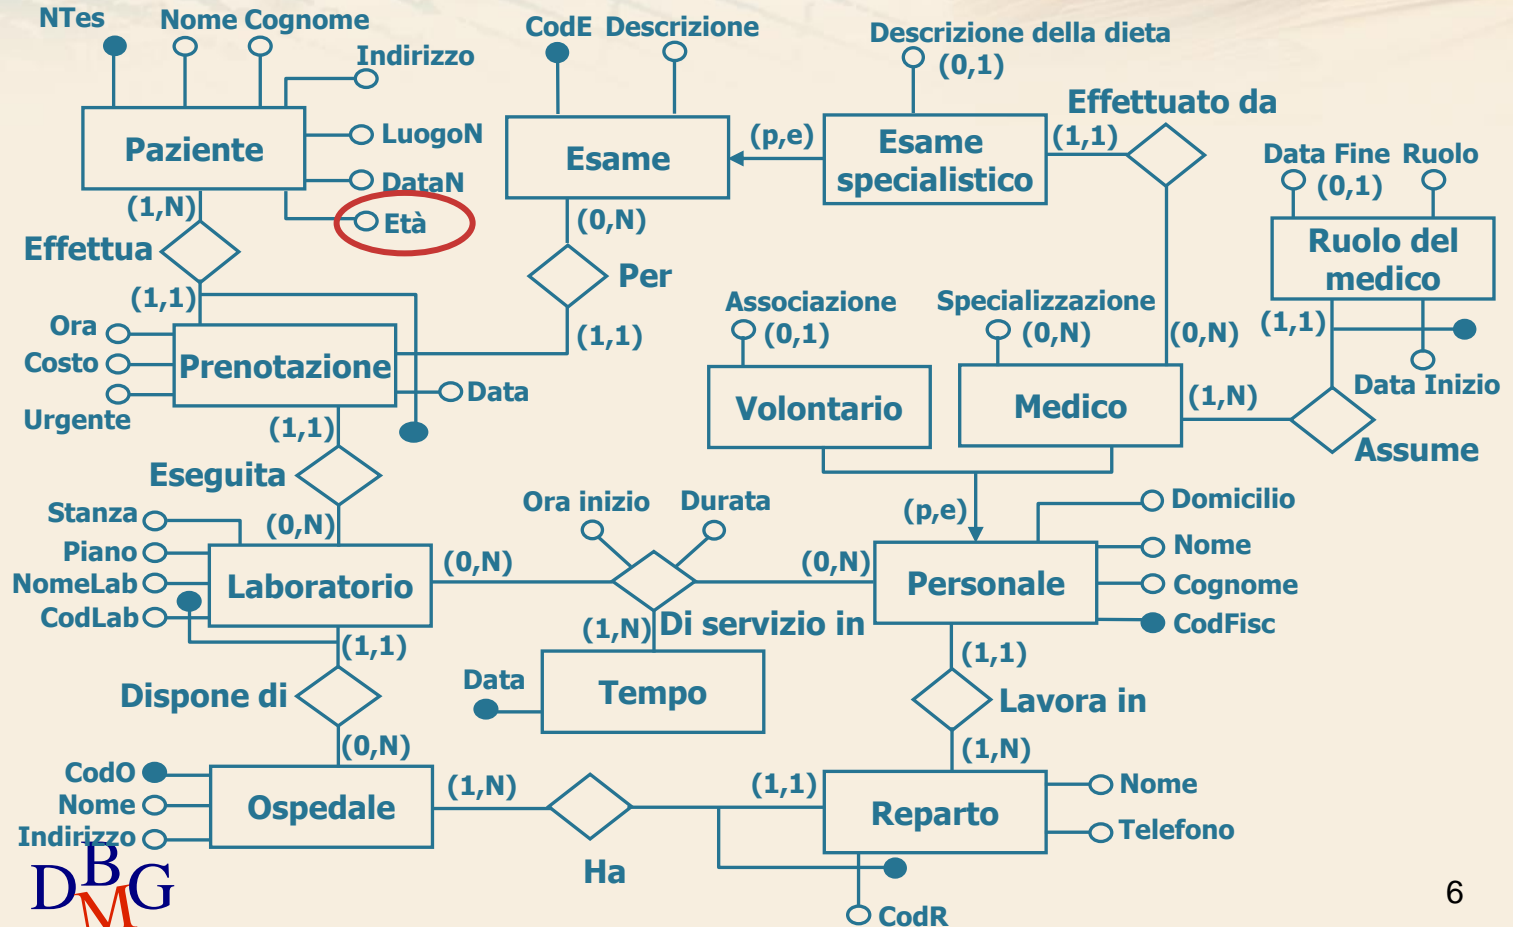 NTes
Nome Cognome
Indirizzo
Paziente
LuogoN
DataN
Età
(1,N)
Effettua
(1,1)
CodE Descrizione
Esame
(p,e)
(0,N)
Per
(1,1)
Descrizione della dieta
(0,1)
Esame
specialistico
Effettuato da
(1,1)
(0,N)
Data Fine Ruolo
(0,1)
Ruolo del
medico
(1,1)
Data Inizio
(1,N)
Assume
Ora
Costo
Urgente
Prenotazione
Data
(1,1)
Eseguita
(0,N)
Associazione
(0,1)
Volontario
Specializzazione
(0,N)
Medico
(p,e)
Stanza
Piano
NomeLab
CodLab
Laboratorio
(0,N)
Ora inizio Durata
(0,N)
Di servizio in
(1,N)
Data
Tempo
Personale
Domicilio
Nome
Cognome
CodFisc
(1,1)
Lavora in
(1,N)
(1,1)
Dispone di
(0,N)
CodO
Nome
Indirizzo
Ospedale
(1,N)
Ha
(1,1)
Reparto
Nome
Telefono
CodR
DBMG
6